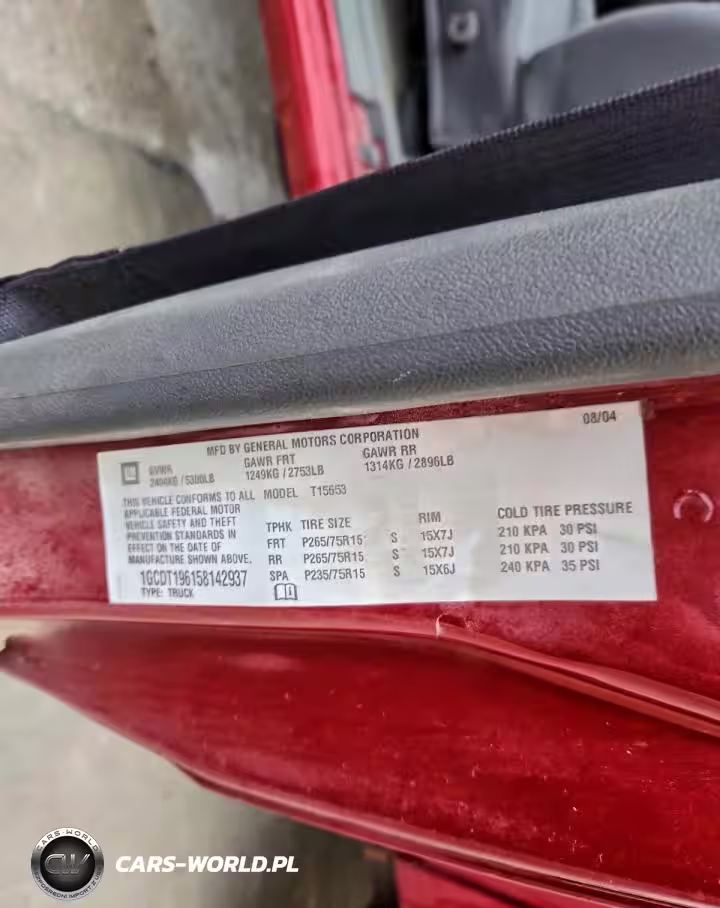 MFD BY GENERAL MOTORS CORPORATION
08/04
GM
GVWR
GAWR FRT
GAWR RR
2404KG / 5300LB
1249KG / 2753LB
1314KG / 2896LB
THIS VEHICLE CONFORMS TO ALL
APPLICABLE FEDERAL MOTOR
VEHICLE SAFETY AND THEFT
PREVENTION STANDARDS IN
EFFECT ON THE DATE OF
MANUFACTURE SHOWN ABOVE.
1GCDT196158142937
TYPE: TRUCK
MODEL T15653
TPHK TIRE SIZE RIM COLD TIRE PRESSURE
FRT P265/75R15 S 15X7J 210 KPA 30 PSI
RR P265/75R15 S 15X7J 210 KPA 30 PSI
SPA P235/75R15 S 15X6J 240 KPA 35 PSI
CARS-WORLD
CW
CARS-WORLD.PL